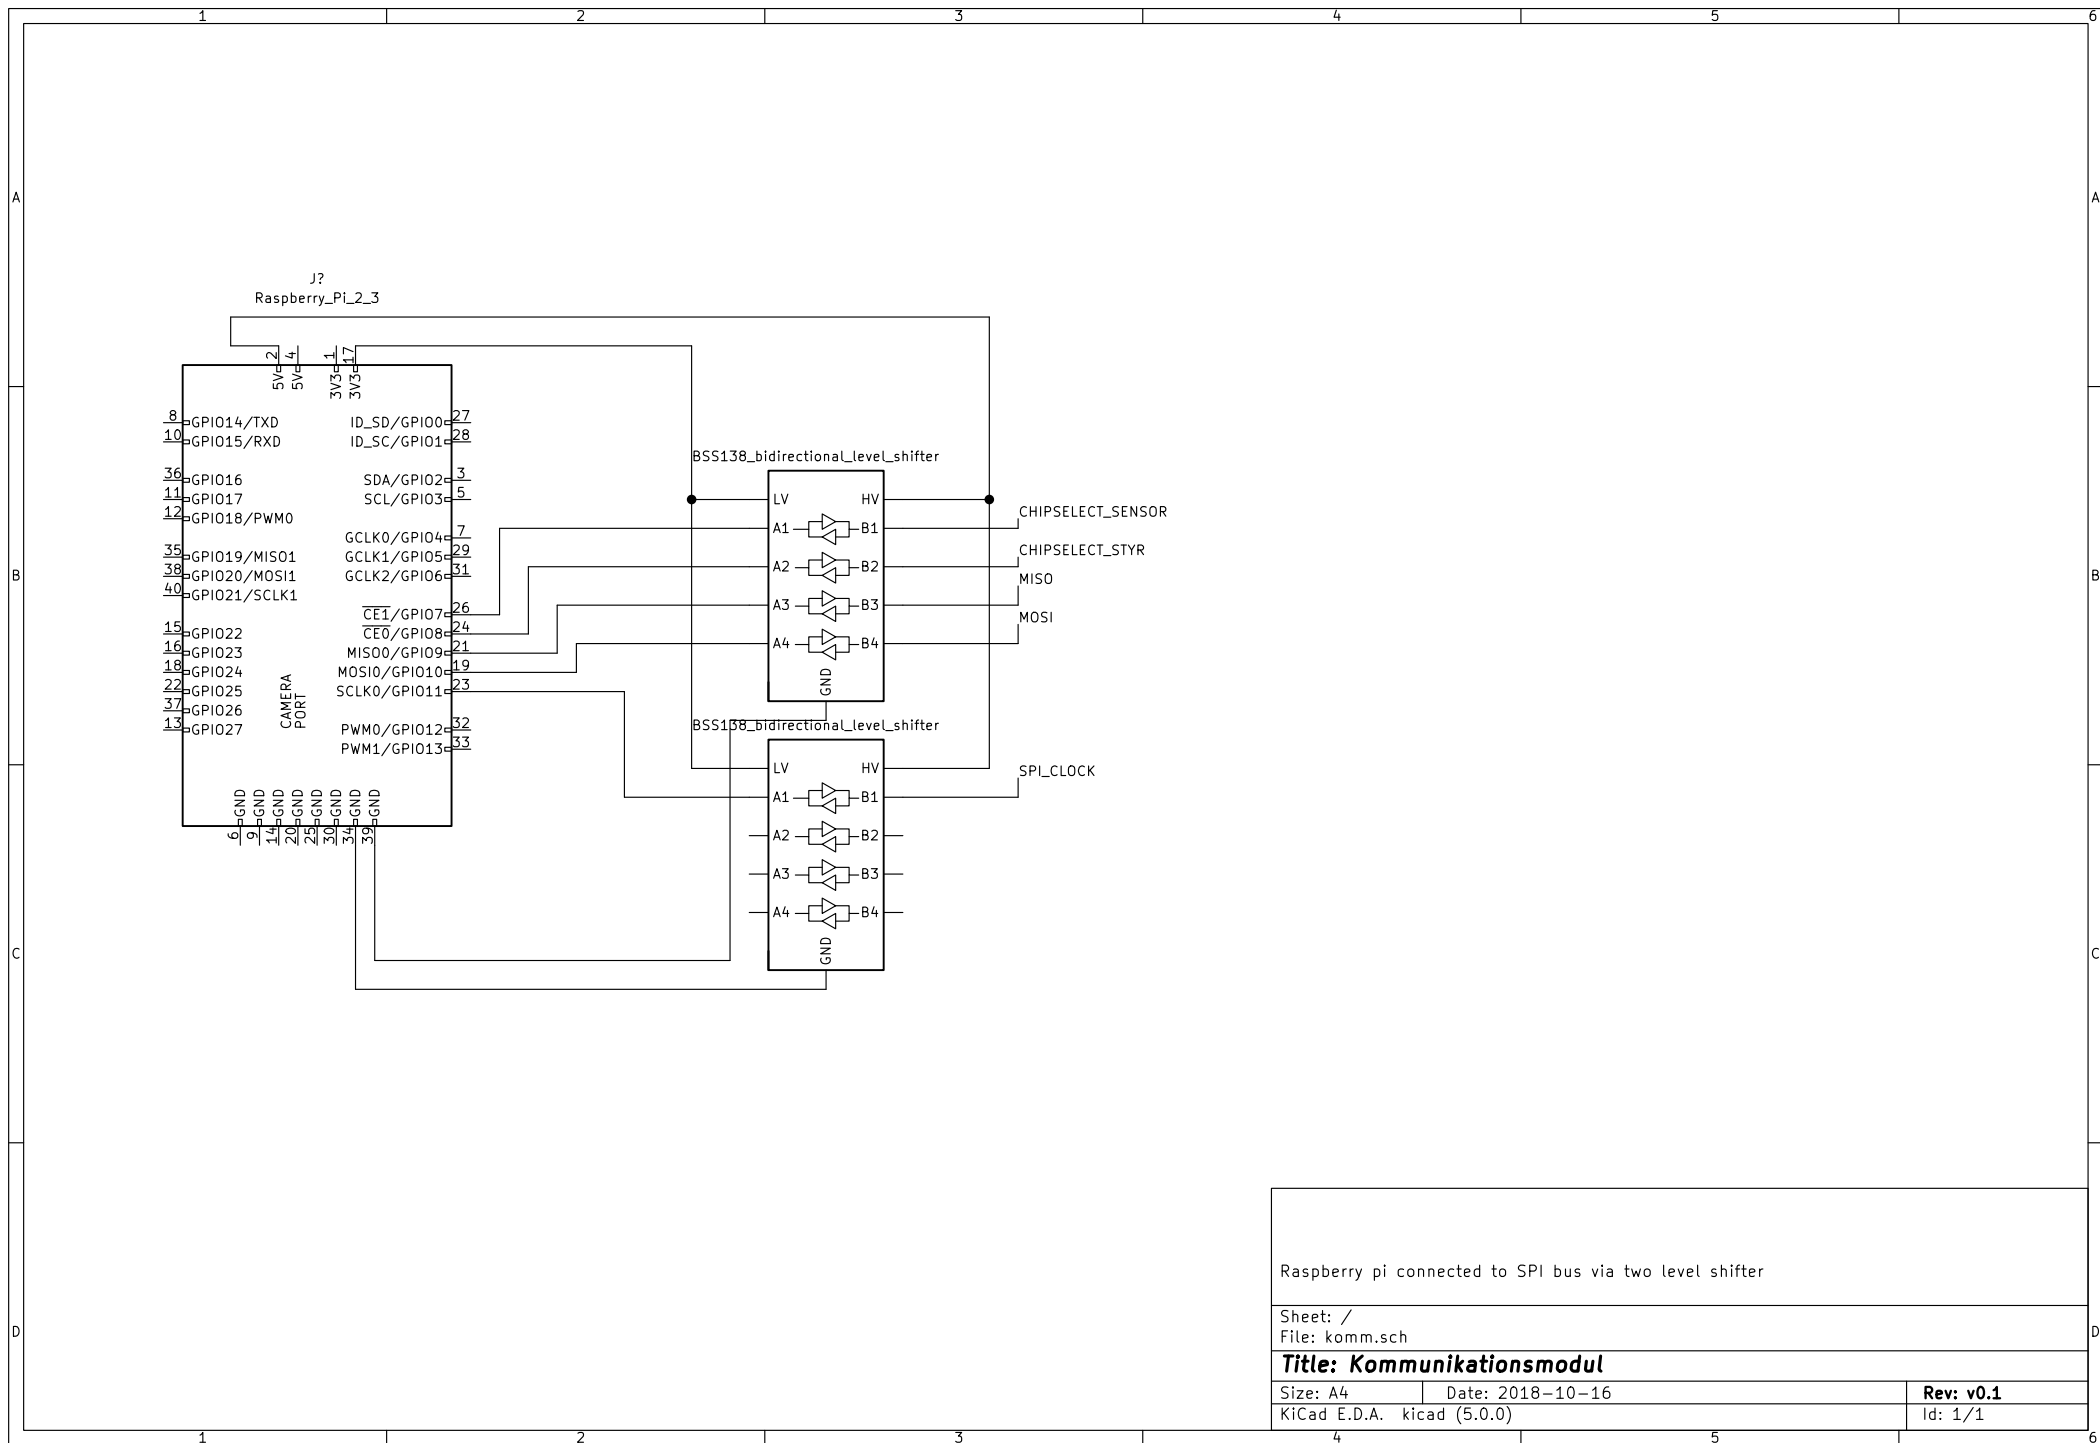 1 2 3 4 5 6
A A
J?
Raspberry_Pi_2_3
2 4 1 17
5V 5V 3V3 3V3
8 GPIO14/TXD ID_SD/GPIO0 27
10 GPIO15/RXD ID_SC/GPIO1 28
BSS138_bidirectional_level_shifter
36 GPIO16 SDA/GPIO2 3
11 GPIO17 SCL/GPIO3 5
LV HV
CHIPSELECT_SENSOR
12 GPIO18/PWM0
A1 B1
GCLK0/GPIO4 7
CHIPSELECT_STYR
35 GPIO19/MISO1 GCLK1/GPIO5 29
A2 B2
B B
38 GPIO20/MOSI1 GCLK2/GPIO6 31
MISO
40 GPIO21/SCLK1
A3 B3
CE1/GPIO7 26
MOSI
15 GPIO22 CE0/GPIO8 24
A4 B4
16 GPIO23 MISO0/GPIO9 21
18 GPIO24 MOSI0/GPIO10 19
GND
22 GPIO25 SCLK0/GPIO11 23
37 GPIO26
CAMERA
PORT
13 GPIO27 PWM0/GPIO12 32
BSS138_bidirectional_level_shifter
PWM1/GPIO13 33
LV HV
SPI_CLOCK
A1 B1
GND GND GND GND GND GND GND GND
6 9 14 20 25 30 34 39
A2 B2
A3 B3
A4 B4
GND
C C
Raspberry pi connected to SPI bus via two level shifter
Sheet: /
D D
File: komm.sch
Title: Kommunikationsmodul
Size: A4 Date: 2018-10-16 Rev: v0.1
KiCad E.D.A. kicad (5.0.0) Id: 1/1
1 2 3 4 5 6